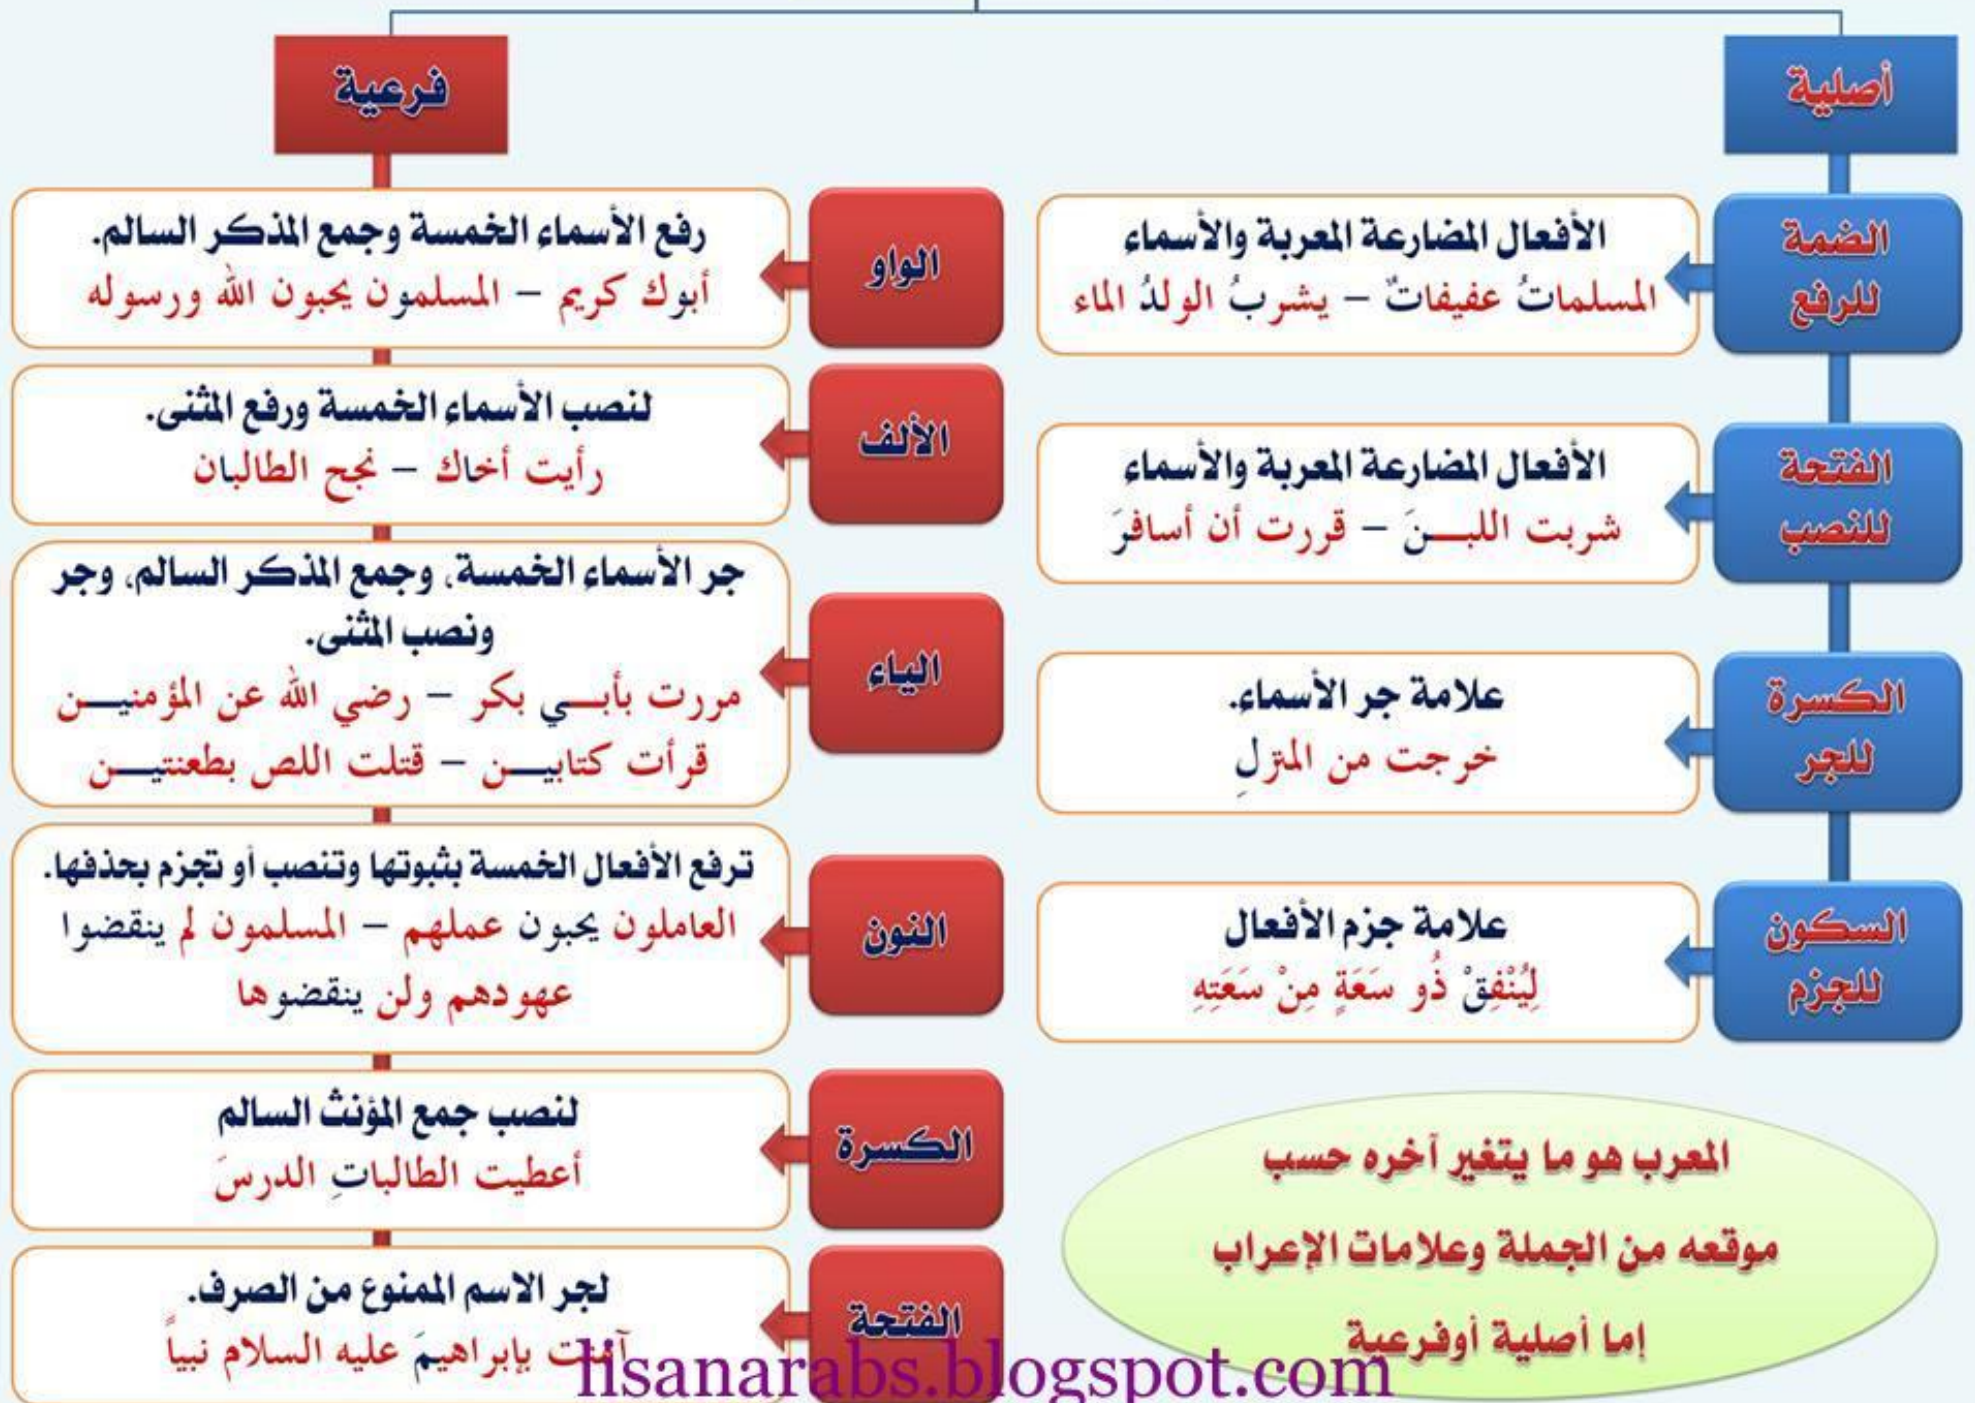 أصلية
الضمة
للرفع
الأفعال المضارعة المعربة والأسماء
المسلماتُ عفيفاتٌ – يشربُ الولدُ الماء
الفتحة
للنصب
الأفعال المضارعة المعربة والأسماء
شربت اللبـــنَ – قررت أن أسافرَ
الكسرة
للجر
علامة جر الأسماء.
خرجت من المنزلِ
السكون
للجزم
علامة جزم الأفعال
لِيُنْفِقْ ذُو سَعَةٍ مِنْ سَعَتِهِ
المعرب هو ما يتغير آخره حسب
موقعه من الجملة وعلامات الإعراب
إما أصلية أوفرعية
فرعية
الواو
رفع الأسماء الخمسة وجمع المذكر السالم.
أبوك كريم – المسلمون يحبون الله ورسوله
الألف
لنصب الأسماء الخمسة ورفع المثنى.
رأيت أخاك – نجح الطالبان
الياء
جر الأسماء الخمسة، وجمع المذكر السالم، وجر
ونصب المثنى.
مررت بأبـــي بكر – رضي الله عن المؤمنيـــن
قرأت كتابيـــن – قتلت اللص بطعنتيـــن
النون
ترفع الأفعال الخمسة بثبوتها وتنصب أو تجزم بحذفها.
العاملون يحبون عملهم – المسلمون لم ينقضوا
عهودهم ولن ينقضوها
الكسرة
لنصب جمع المؤنث السالم
أعطيت الطالباتِ الدرسَ
الفتحة
لجر الاسم الممنوع من الصرف.
آمنت بإبراهيمَ عليه السلام نبياً
lisanarabs.blogspot.com